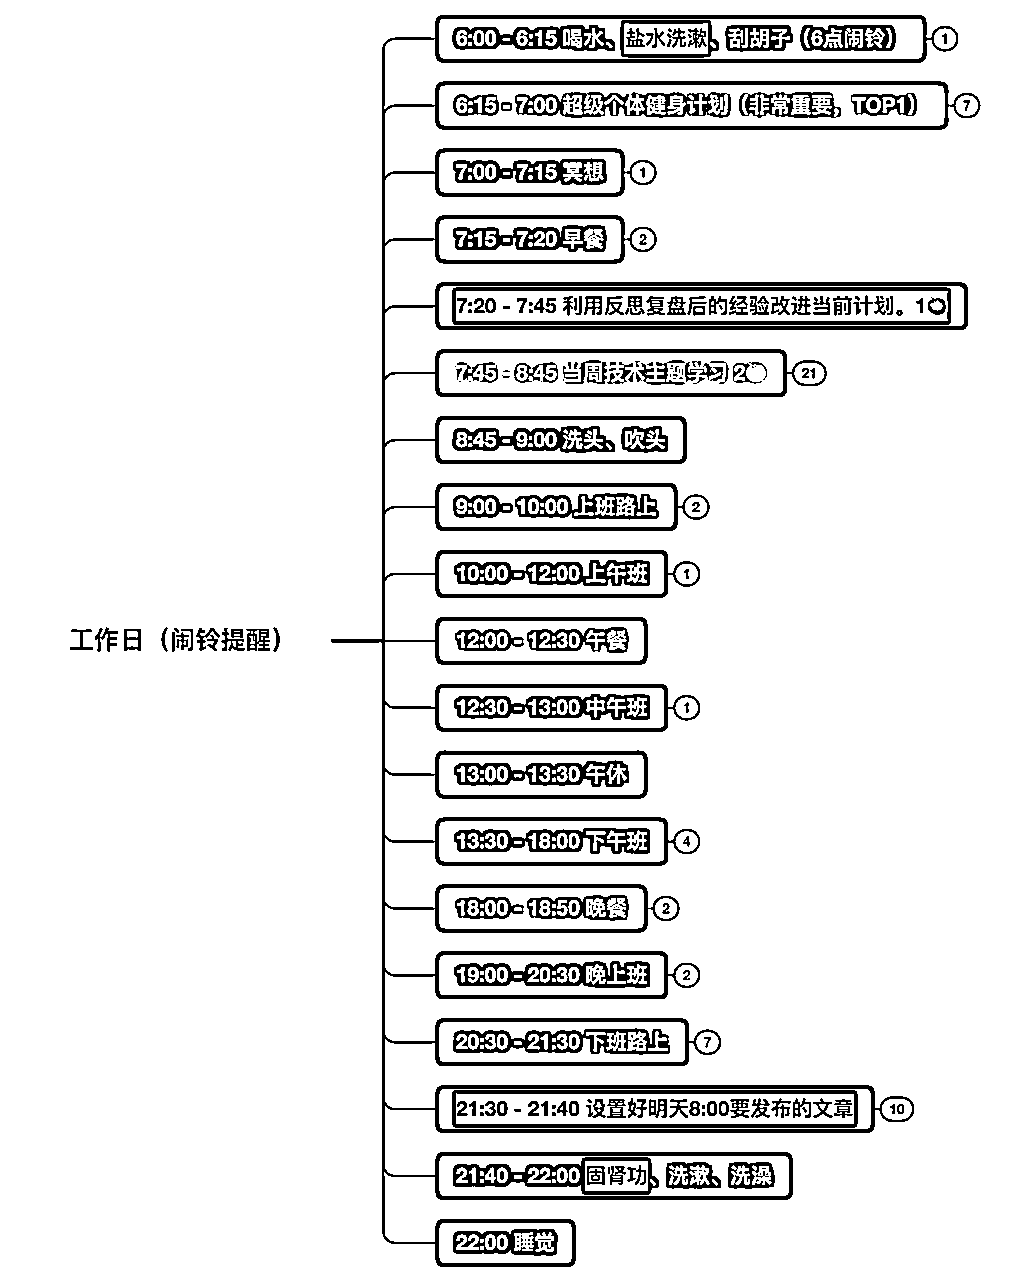 6:00 - 6:15 喝水、盐水洗漱、刮胡子（6点闹铃） 1
6:15 - 7:00 超级个体健身计划（非常重要，TOP1） 7
7:00 - 7:15 冥想 1
7:15 - 7:20 早餐 2
7:20 - 7:45 利用反思复盘后的经验改进当前计划。1
7:45 - 8:45 当周技术主题学习 2 21
8:45 - 9:00 洗头、吹头
9:00 - 10:00 上班路上 2
10:00 - 12:00 上午班 1
工作日（闹铃提醒）
12:00 - 12:30 午餐
12:30 - 13:00 中午班 1
13:00 - 13:30 午休
13:30 - 18:00 下午班 4
18:00 - 18:50 晚餐 2
19:00 - 20:30 晚上班 2
20:30 - 21:30 下班路上 7
21:30 - 21:40 设置好明天8:00要发布的文章 10
21:40 - 22:00 固肾功、洗漱、洗澡
22:00 睡觉